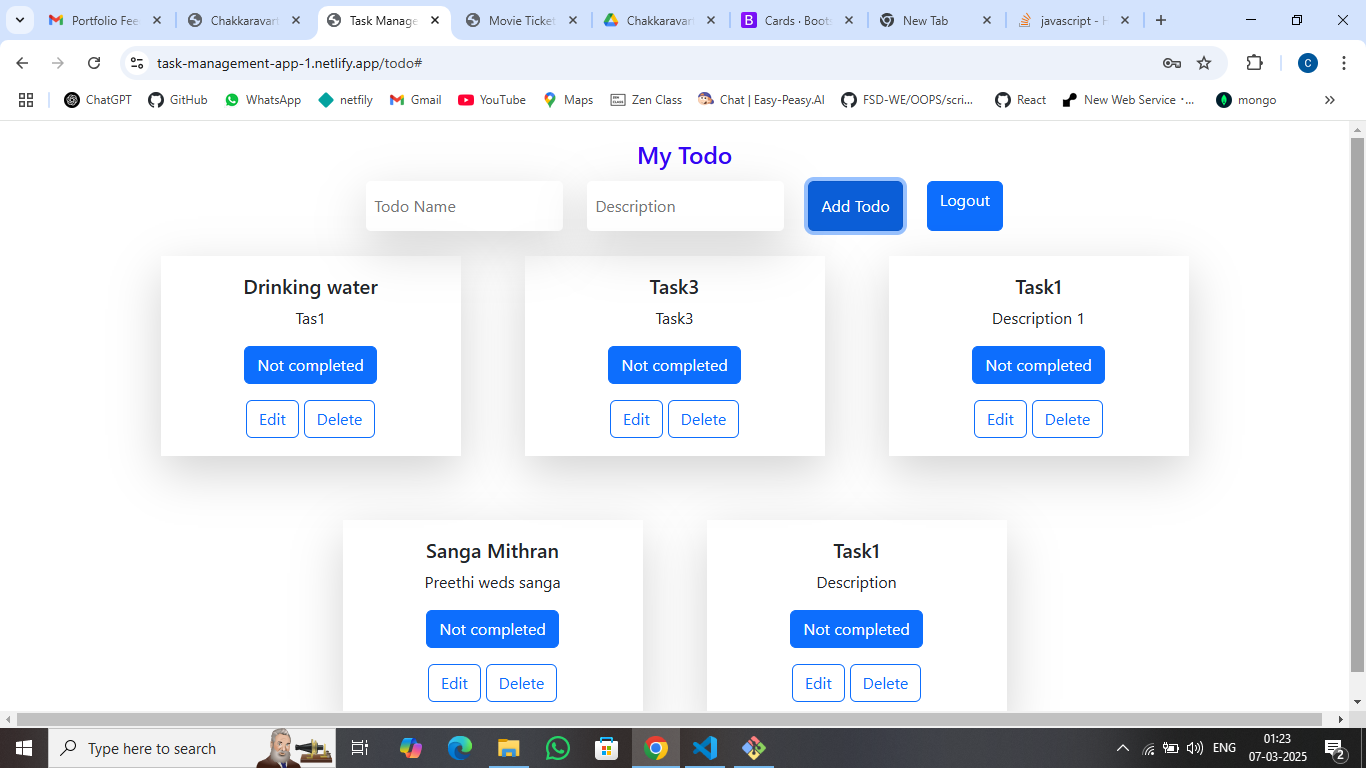 Portfolio Fee
Chakkaravart
Task Manage
Movie Ticket
Chakkaravar
Cards · Boots
New Tab
javascript - H
task-management-app-1.netlify.app/todo#
C
ChatGPT
GitHub
WhatsApp
netfily
Gmail
YouTube
Maps
Zen Class
Chat | Easy-Peasy.AI
FSD-WE/OOPS/scri...
React
New Web Service · ...
mongo
My Todo
Todo Name
Description
Add Todo
Logout
Drinking water
Tas1
Not completed
Edit
Delete
Task3
Task3
Not completed
Edit
Delete
Task1
Description 1
Not completed
Edit
Delete
Sanga Mithran
Preethi weds sanga
Not completed
Edit
Delete
Task1
Description
Not completed
Edit
Delete
Type here to search
ENG
01:23
07-03-2025
2